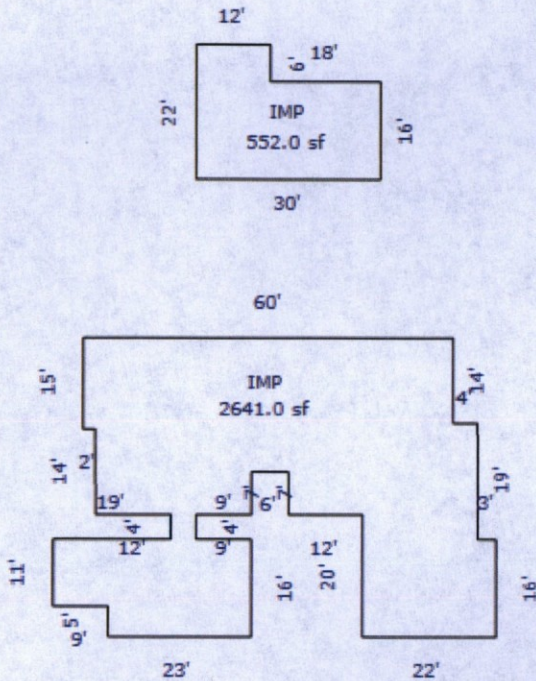 12'
6' 18'
22'
IMP
552.0 sf
16'
30'
60'
15'
IMP
2641.0 sf
4' 14'
14' 2'
19'
3'
19' 9' 7' 6' 7'
4' 4'
12' 9' 12'
11' 16' 20' 16'
5'
9'
23' 22'